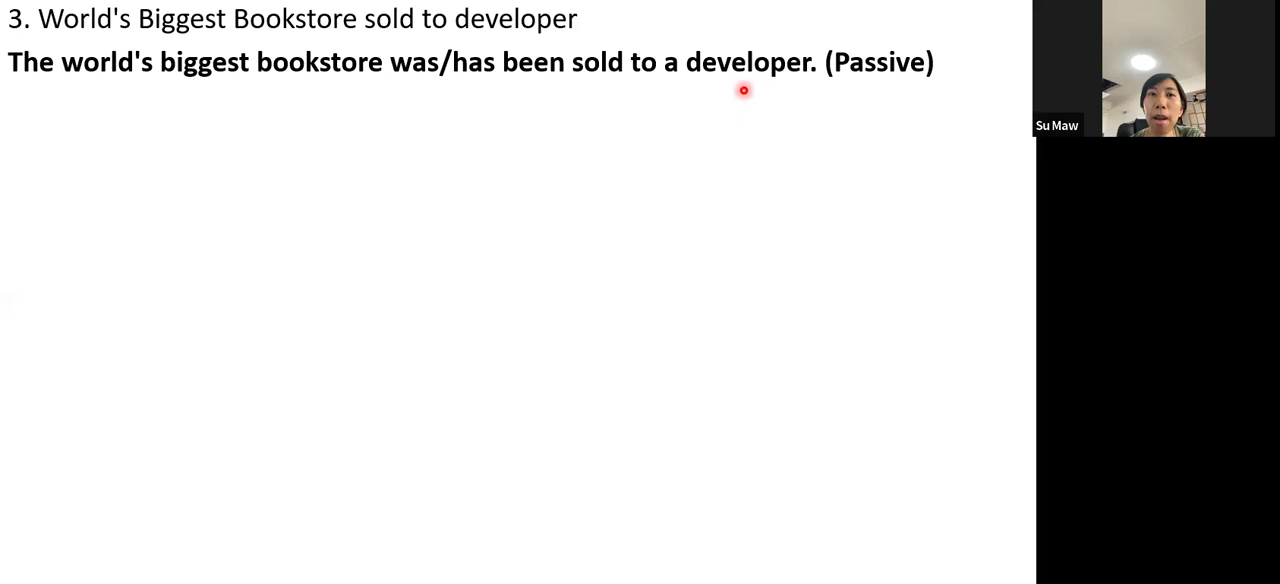 3. World's Biggest Bookstore sold to developer
The world's biggest bookstore was/has been sold to a developer. (Passive)
Su Maw